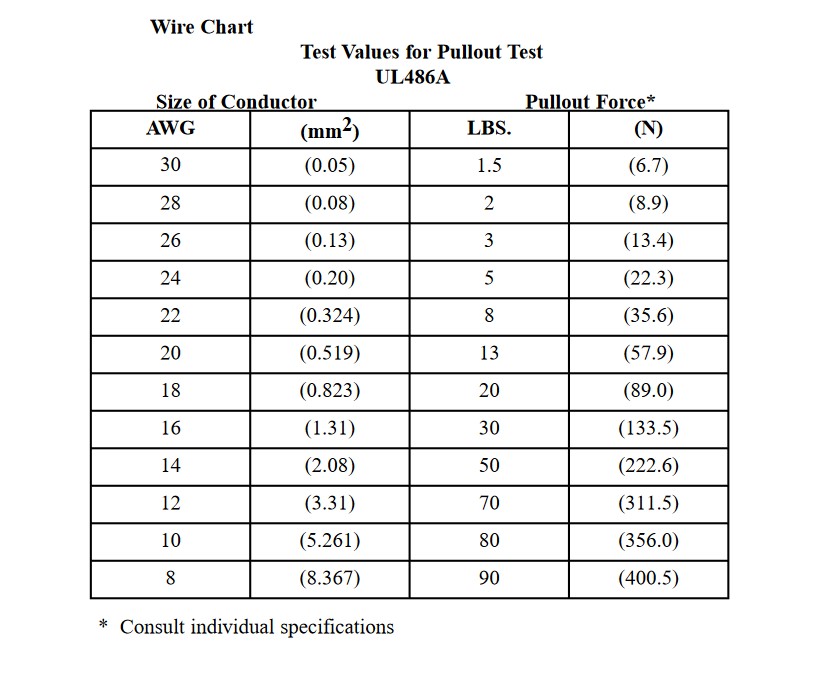 Wire Chart
Test Values for Pullout Test
UL486A
Size of Conductor Pullout Force*
AWG (mm²) LBS. (N)
30 (0.05) 1.5 (6.7)
28 (0.08) 2 (8.9)
26 (0.13) 3 (13.4)
24 (0.20) 5 (22.3)
22 (0.324) 8 (35.6)
20 (0.519) 13 (57.9)
18 (0.823) 20 (89.0)
16 (1.31) 30 (133.5)
14 (2.08) 50 (222.6)
12 (3.31) 70 (311.5)
10 (5.261) 80 (356.0)
8 (8.367) 90 (400.5)
* Consult individual specifications